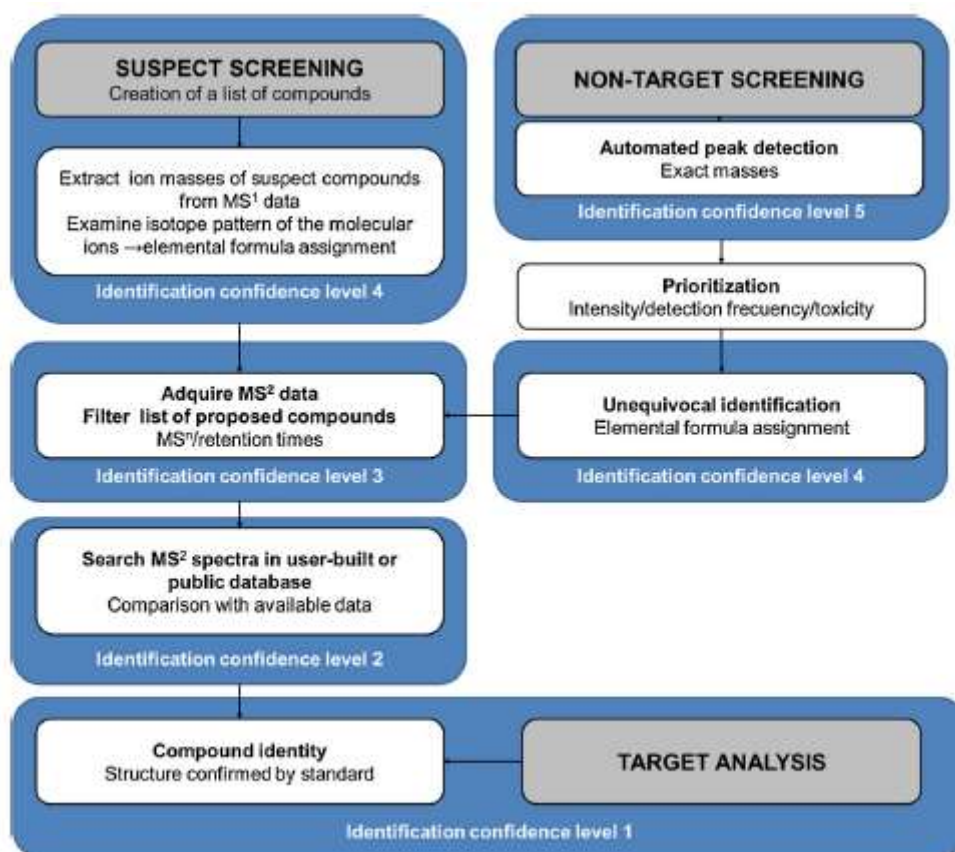 SUSPECT SCREENING
Creation of a list of compounds
Extract ion masses of suspect compounds
from MS¹ data
Examine isotope pattern of the molecular
ions →elemental formula assignment
Identification confidence level 4
NON-TARGET SCREENING
Automated peak detection
Exact masses
Identification confidence level 5
Prioritization
Intensity/detection frecuency/toxicity
Unequivocal identification
Elemental formula assignment
Identification confidence level 4
Adquire MS² data
Filter list of proposed compounds
MSⁿ/retention times
Identification confidence level 3
Search MS² spectra in user-built or
public database
Comparison with available data
Identification confidence level 2
Compound identity
Structure confirmed by standard
TARGET ANALYSIS
Identification confidence level 1